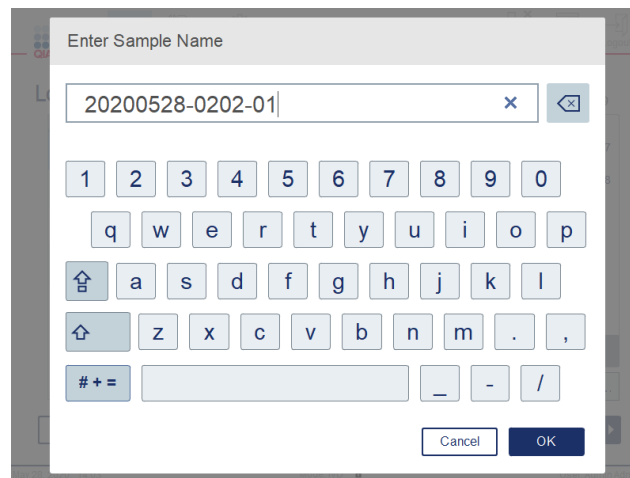 Enter Sample Name
20200528-0202-01
1 2 3 4 5 6 7 8 9 0
q w e r t y u i o p
a s d f g h j k l
z x c v b n m . ,
# + = _ - /
Cancel OK